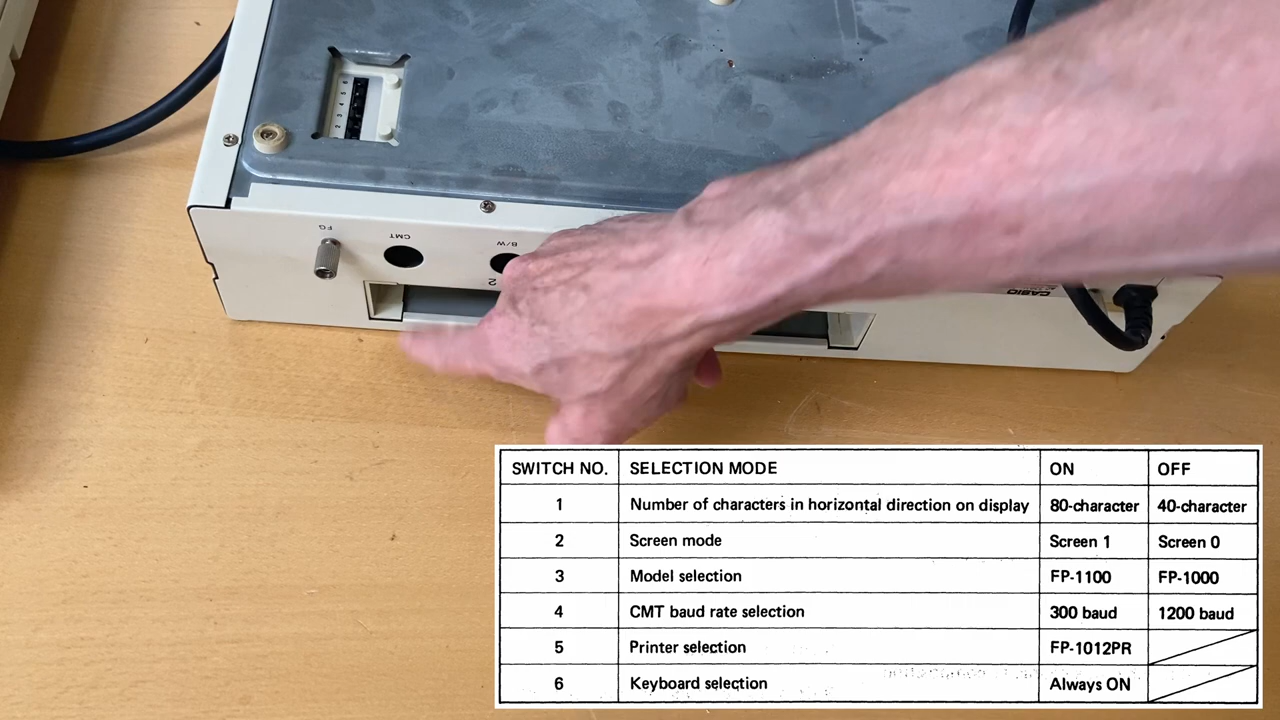 FG
CMT
B/W
2
CASIO
SWITCH NO. SELECTION MODE ON OFF
1 Number of characters in horizontal direction on display 80-character 40-character
2 Screen mode Screen 1 Screen 0
3 Model selection FP-1100 FP-1000
4 CMT baud rate selection 300 baud 1200 baud
5 Printer selection FP-1012PR
6 Keyboard selection Always ON